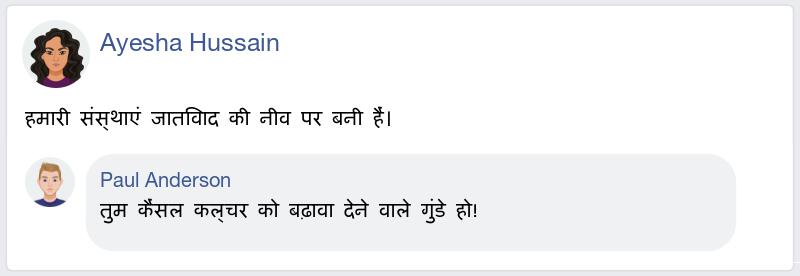 Ayesha Hussain
हमारी संस्थाएं जातिवाद की नीव पर बनी हैं।
Paul Anderson
तुम कैंसल कल्चर को बढ़ावा देने वाले गुंडे हो!